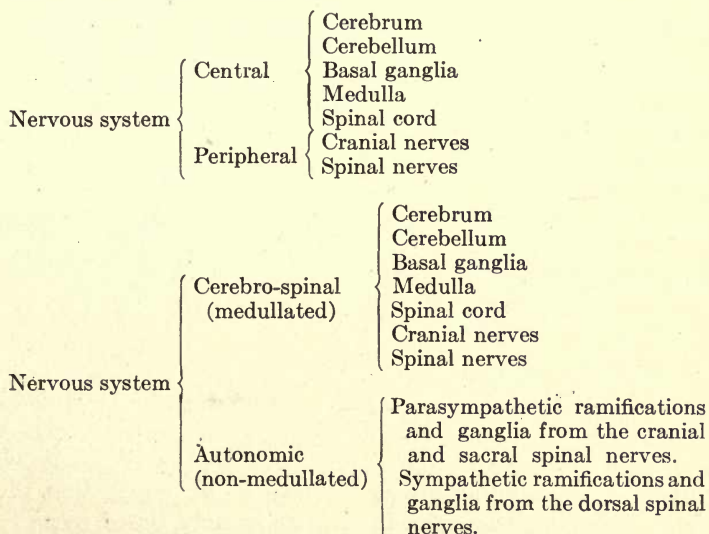 Cerebrum
Cerebellum
Central
Basal ganglia
Medulla
Nervous system
Spinal cord
Peripheral
Cranial nerves
Spinal nerves
Cerebrum
Cerebellum
Basal ganglia
Cerebro-spinal
(medullated)
Medulla
Spinal cord
Cranial nerves
Spinal nerves
Nervous system
Autonomic
(non-medullated)
Parasympathetic ramifications
and ganglia from the cranial
and sacral spinal nerves.
Sympathetic ramifications and
ganglia from the dorsal spinal
nerves.